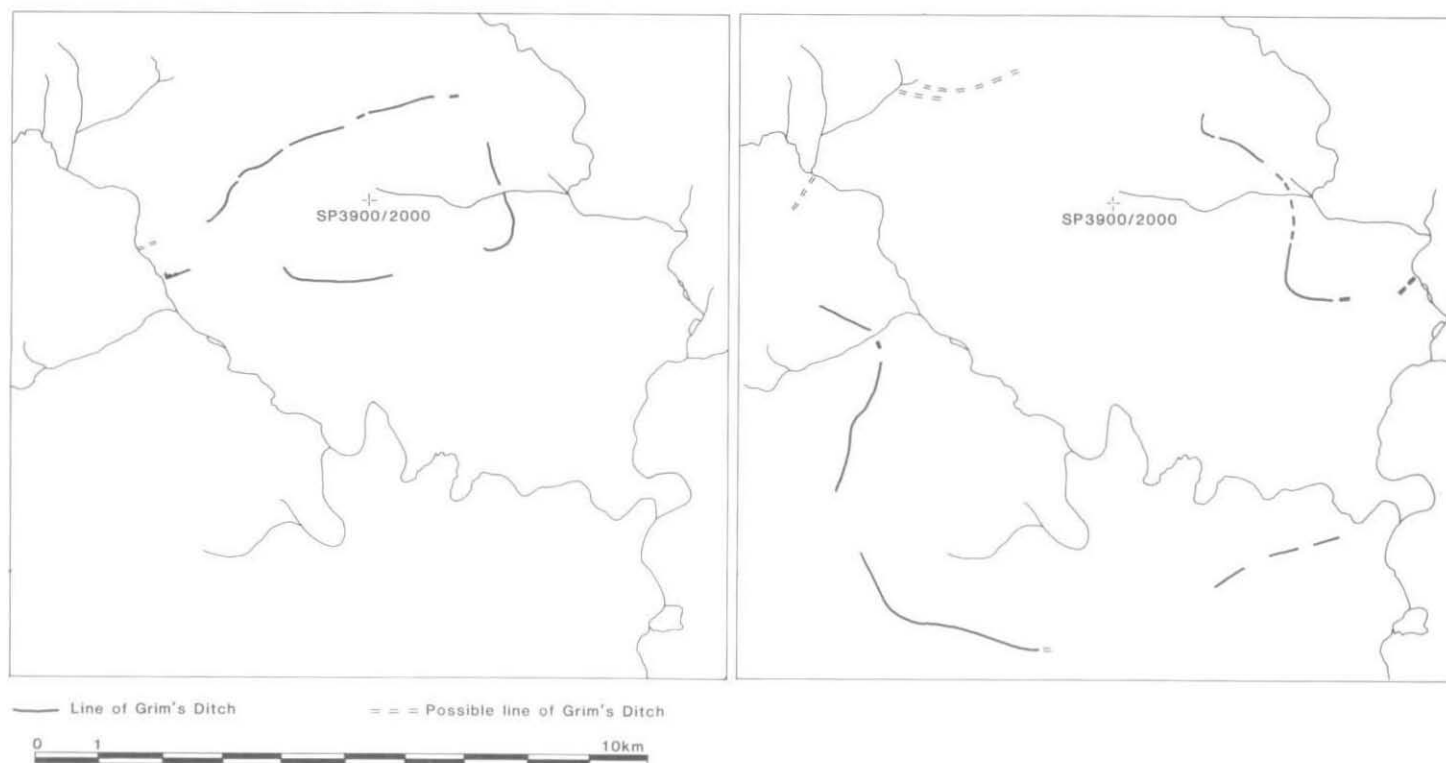 SP3900/2000
SP3900/2000
Line of Grim's Ditch
= = = Possible line of Grim's Ditch
0 1 10km